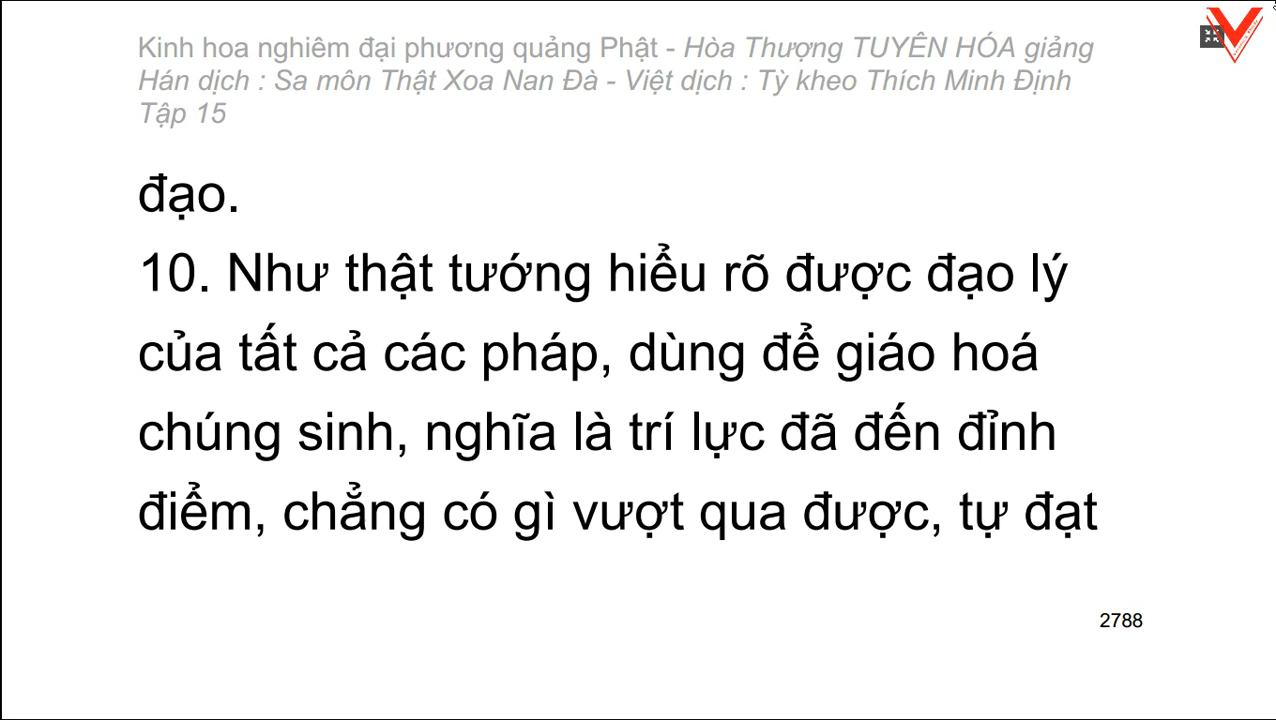 Kinh hoa nghiêm đại phương quảng Phật - Hòa Thượng TUYÊN HÓA giảng
Hán dịch : Sa môn Thật Xoa Nan Đà - Việt dịch : Tỳ kheo Thích Minh Định
Tập 15
đạo.
10. Như thật tướng hiểu rõ được đạo lý
của tất cả các pháp, dùng để giáo hoá
chúng sinh, nghĩa là trí lực đã đến đỉnh
điểm, chẳng có gì vượt qua được, tự đạt
2788